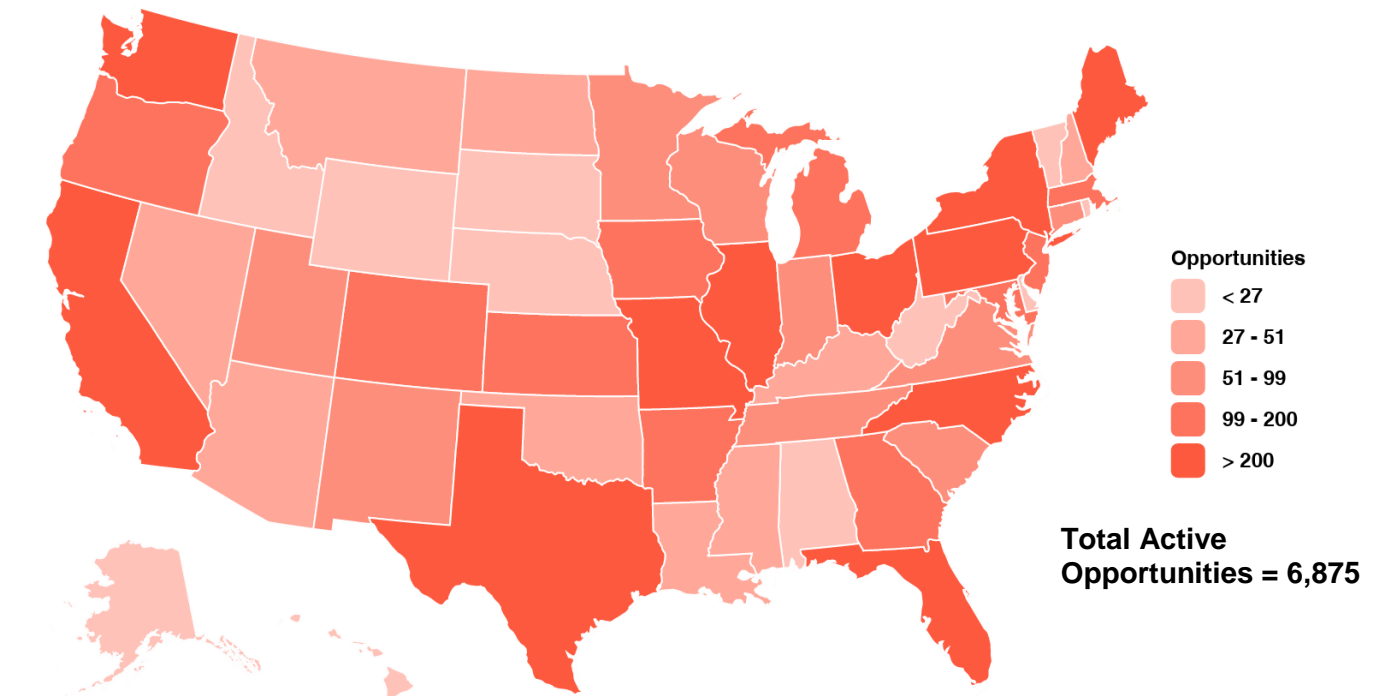 Opportunities
< 27
27 - 51
51 - 99
99 - 200
> 200
Total Active
Opportunities = 6,875